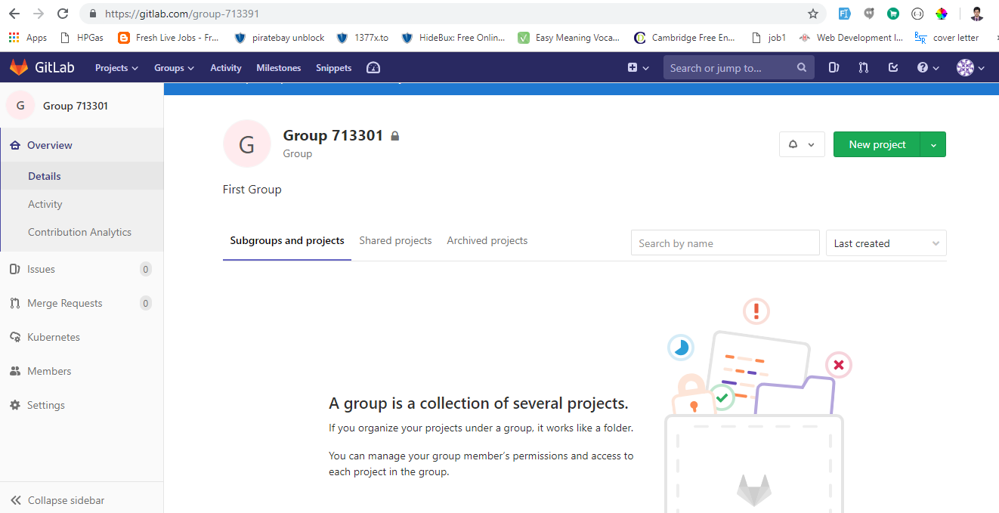 https://gitlab.com/group-713391
Apps HPGas Fresh Live Jobs - Fr... piratebay unblock 1377x.to HideBux: Free Onlin... Easy Meaning Voca... Cambridge Free En... job1 Web Development I... cover letter
GitLab Projects Groups Activity Milestones Snippets Search or jump to...
G Group 713301
Overview
Details
Activity
Contribution Analytics
Issues 0
Merge Requests 0
Kubernetes
Members
Settings
Collapse sidebar
G
Group 713301
Group
New project
First Group
Subgroups and projects Shared projects Archived projects Search by name Last created
A group is a collection of several projects.
If you organize your projects under a group, it works like a folder.
You can manage your group member’s permissions and access to
each project in the group.